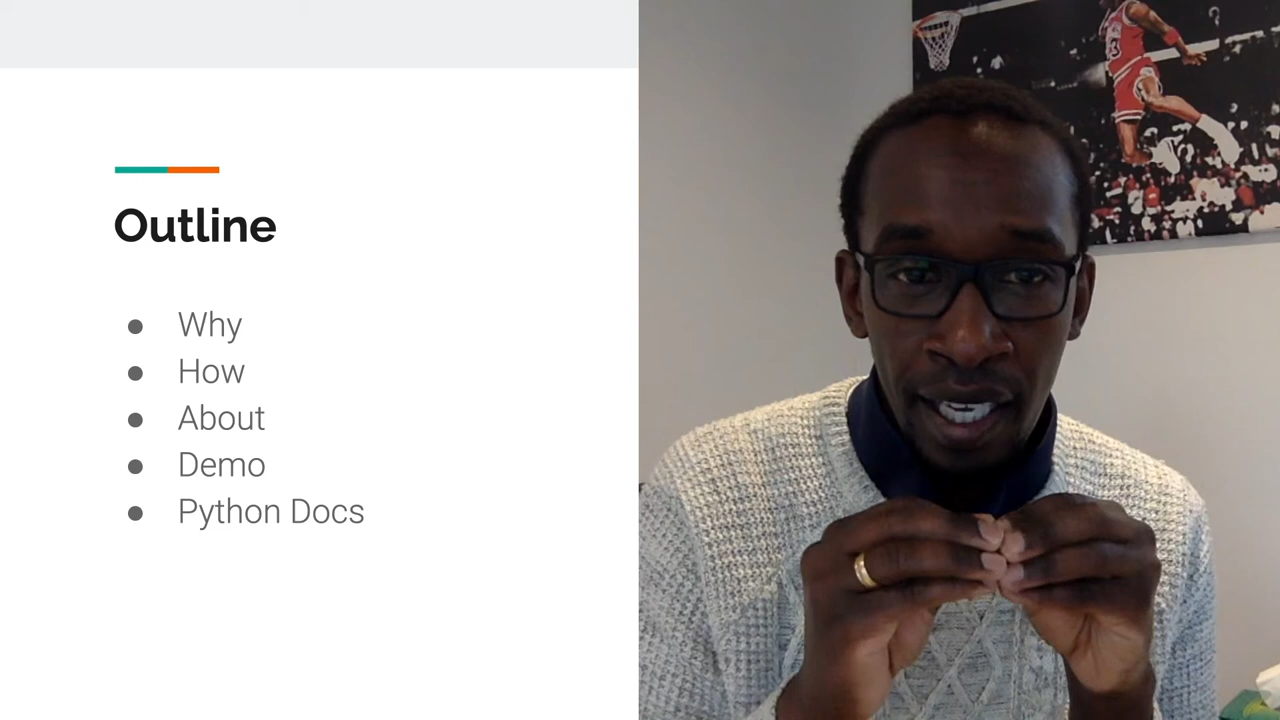 Outline
● Why
● How
● About
● Demo
● Python Docs